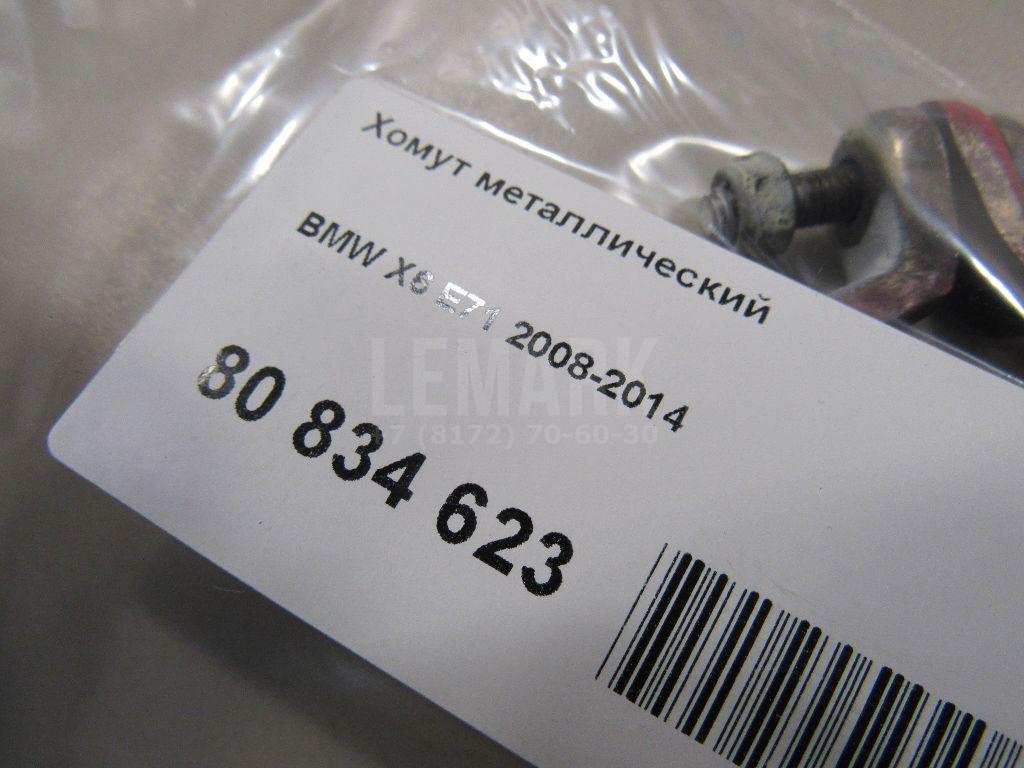 Хомут металлический
BMW X6 E71 2008-2014
80 834 623
LEMARK
+7 (8172) 70-60-30